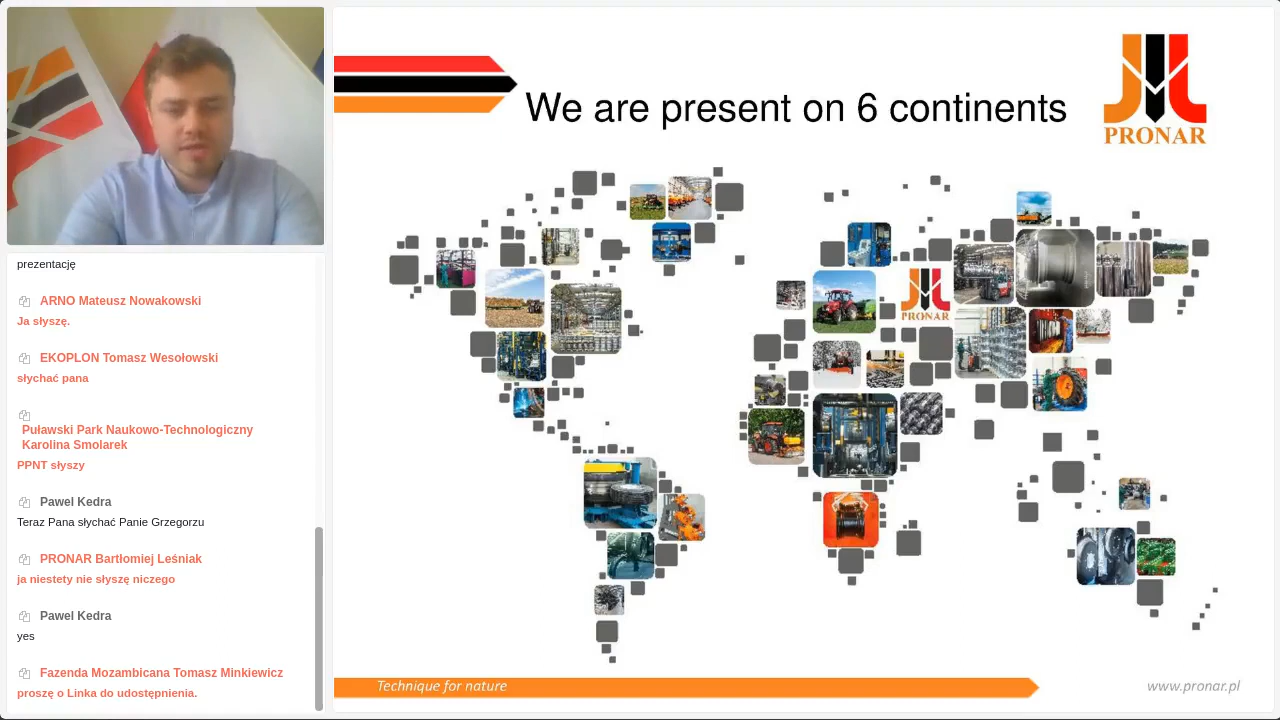 We are present on 6 continents
PRONAR
PRONAR
prezentację
ARNO Mateusz Nowakowski
Ja słyszę.
EKOPLON Tomasz Wesołowski
słychać pana
Puławski Park Naukowo-Technologiczny
Karolina Smolarek
PPNT słyszy
Pawel Kedra
Teraz Pana słychać Panie Grzegorzu
PRONAR Bartłomiej Leśniak
ja niestety nie słyszę niczego
Pawel Kedra
yes
Fazenda Mozambicana Tomasz Minkiewicz
proszę o Linka do udostępnienia.
Technique for nature
www.pronar.pl